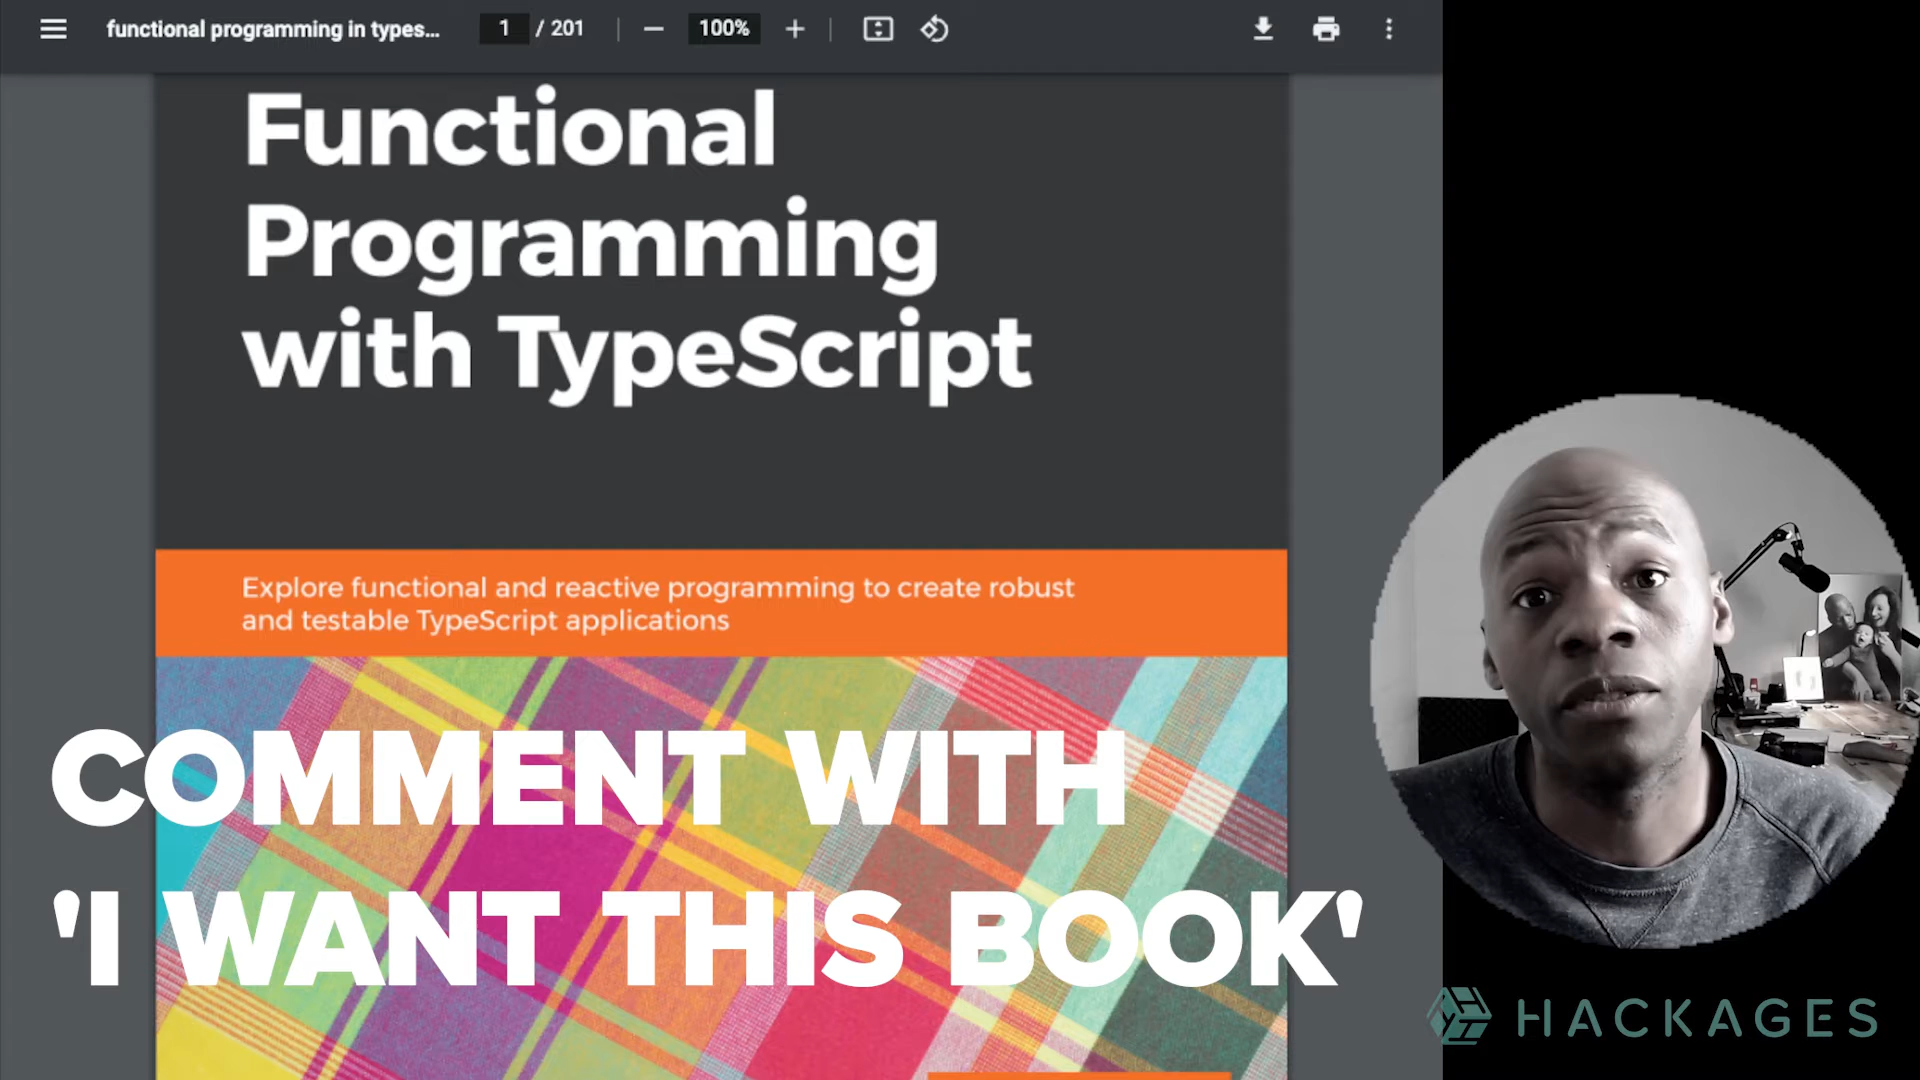 functional programming in types...
1 / 201
100%
Functional
Programming
with TypeScript
Explore functional and reactive programming to create robust
and testable TypeScript applications
COMMENT WITH
'I WANT THIS BOOK'
HACKAGES